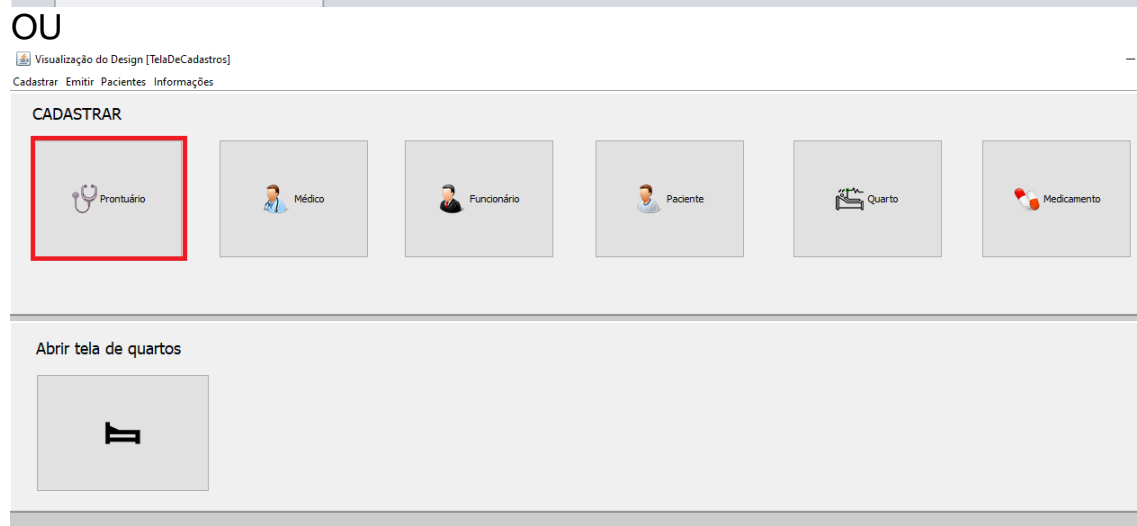 OU
Visualização do Design [TelaDeCadastros]
Cadastrar Emitir Pacientes Informações
CADASTRAR
Prontuário Médico Funcionário Paciente Quarto Medicamento
Abrir tela de quartos